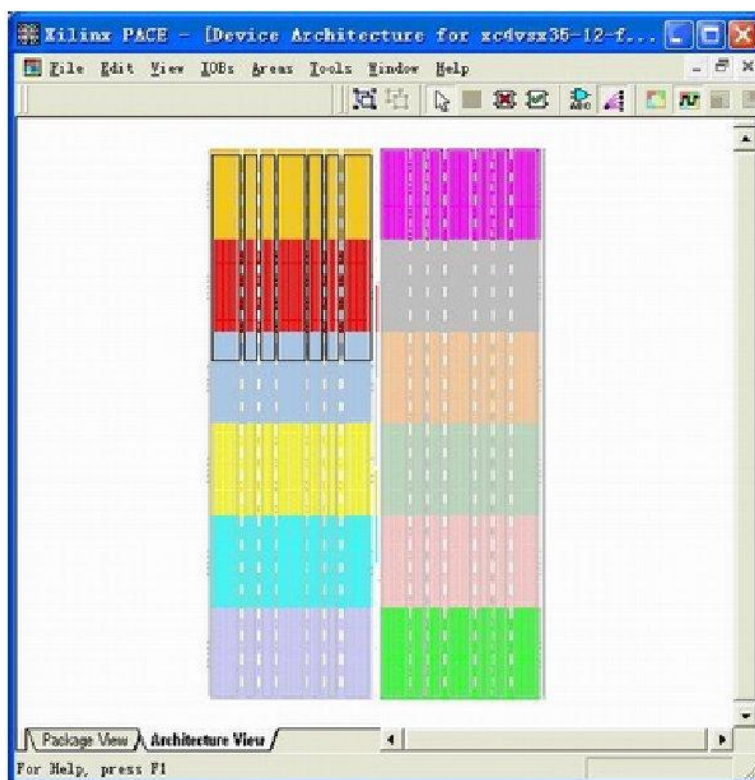 Xilinx PACE - [Device Architecture for xc4vsx35-12-f...
File Edit View IOBs Areas Tools Window Help
ABC
Package View Architecture View
For Help, press F1